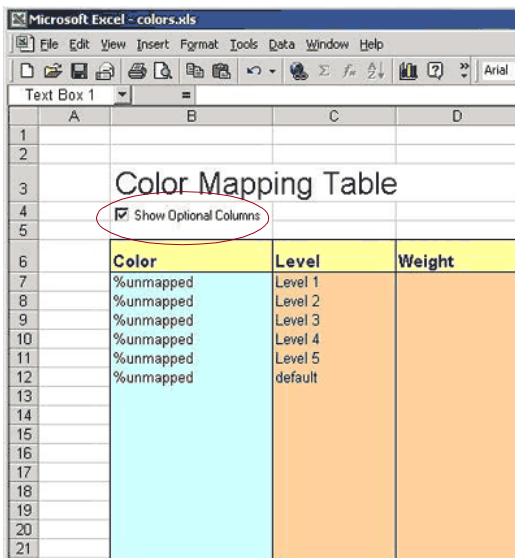 Microsoft Excel - colors.xls
File Edit View Insert Format Tools Data Window Help
Σ fx A Z Arial
Text Box 1 =
A B C D
1
2
3 Color Mapping Table
4 Show Optional Columns
5
6 Color Level Weight
7 %unmapped Level 1
8 %unmapped Level 2
9 %unmapped Level 3
10 %unmapped Level 4
11 %unmapped Level 5
12 %unmapped default
13
14
15
16
17
18
19
20
21